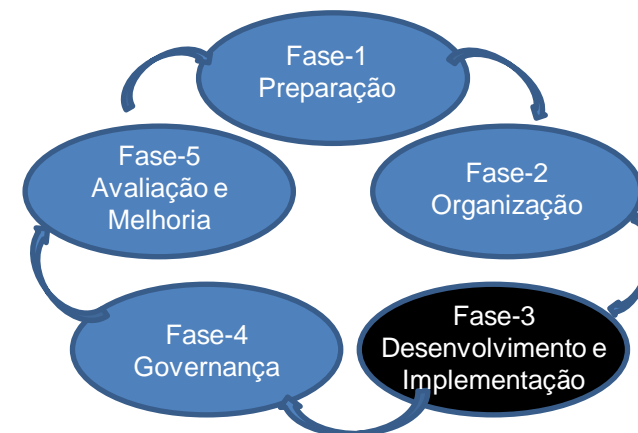 Fase-1
Preparação
Fase-2
Organização
Fase-3
Desenvolvimento e
Implementação
Fase-4
Governança
Fase-5
Avaliação e
Melhoria